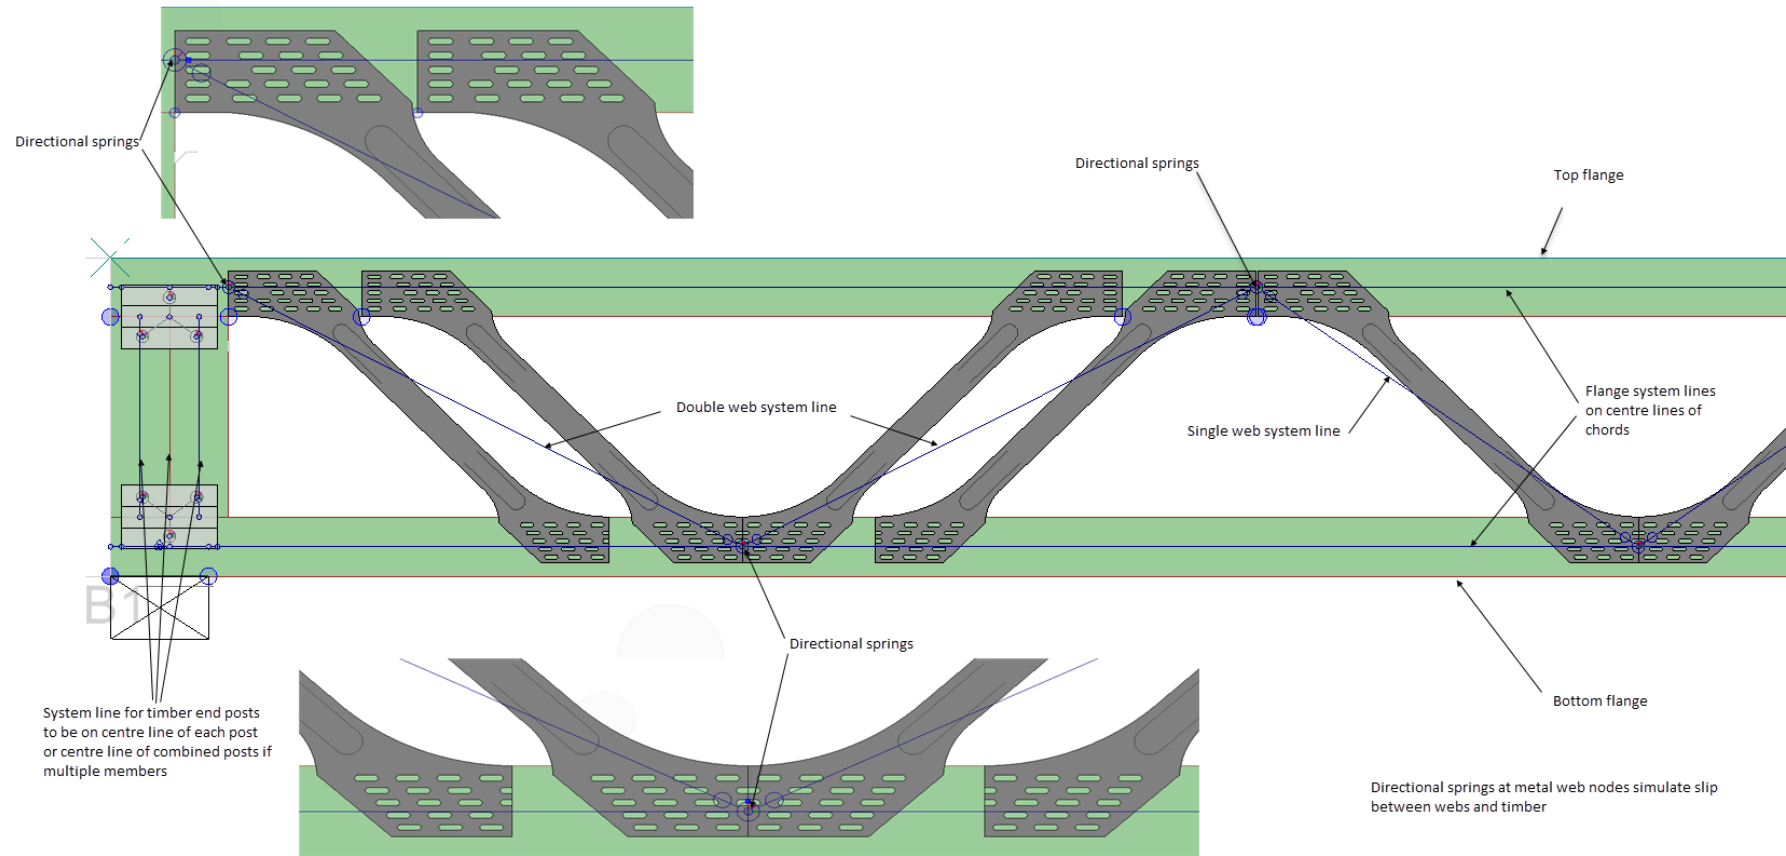 Directional springs
Directional springs
Top flange
Double web system line
Single web system line
Flange system lines
on centre lines of
chords
B1
Directional springs
System line for timber end posts
to be on centre line of each post
or centre line of combined posts if
multiple members
Bottom flange
Directional springs at metal web nodes simulate slip
between webs and timber